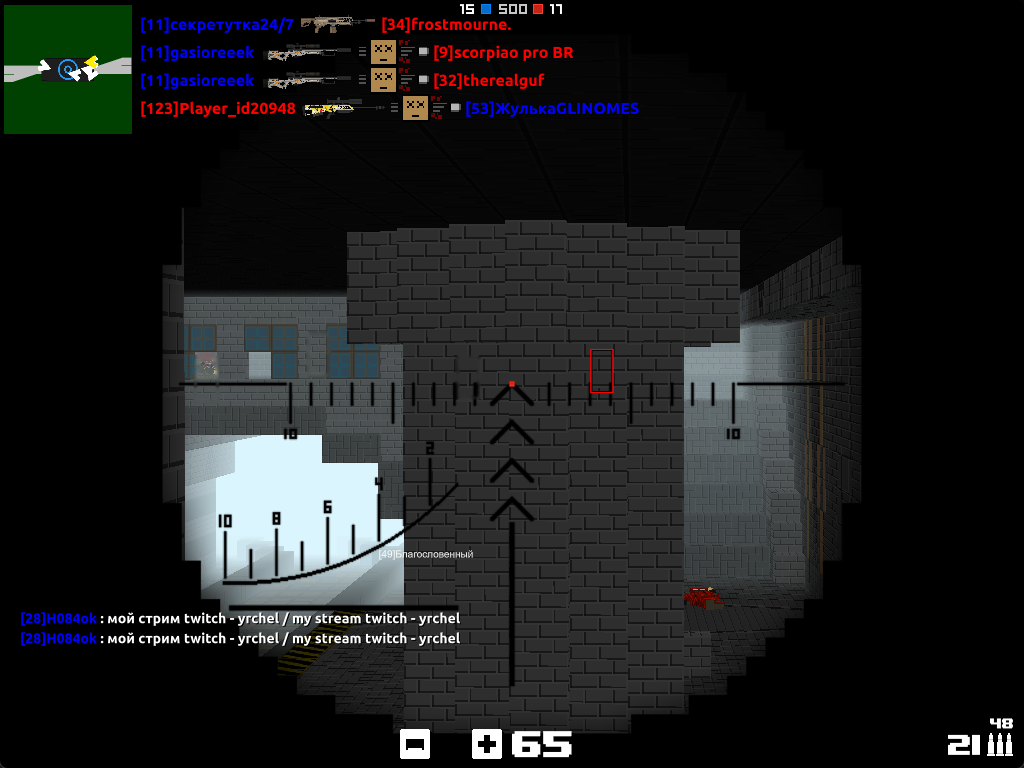 15 500 11
[11]секретутка24/7 [34]frostmourne.
[11]gasioreeek [9]scorpiao pro BR
[11]gasioreeek [32]therealguf
[123]Player_id20948 [53]ЖулькаGLINOMES
10 10
2
4
6
8
10
[49]Благословенный
[28]H084ok : мой стрим twitch - yrchel / my stream twitch - yrchel
[28]H084ok : мой стрим twitch - yrchel / my stream twitch - yrchel
65
48
21